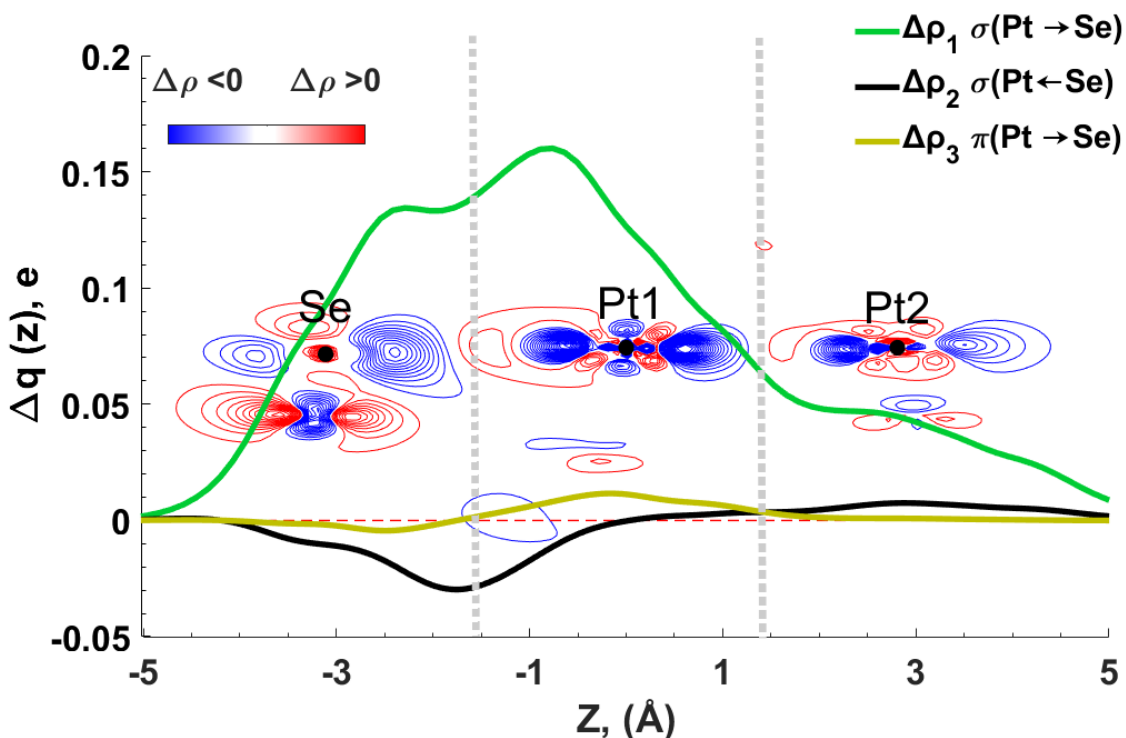 Δρ1 σ(Pt →Se)
Δρ2 σ(Pt←Se)
Δρ3 π(Pt →Se)
Δρ <0 Δρ >0
0.2
0.15
0.1
0.05
0
-0.05
Δq (z), e
Se
Pt1
Pt2
-5 -3 -1 1 3 5
Z, (Å)